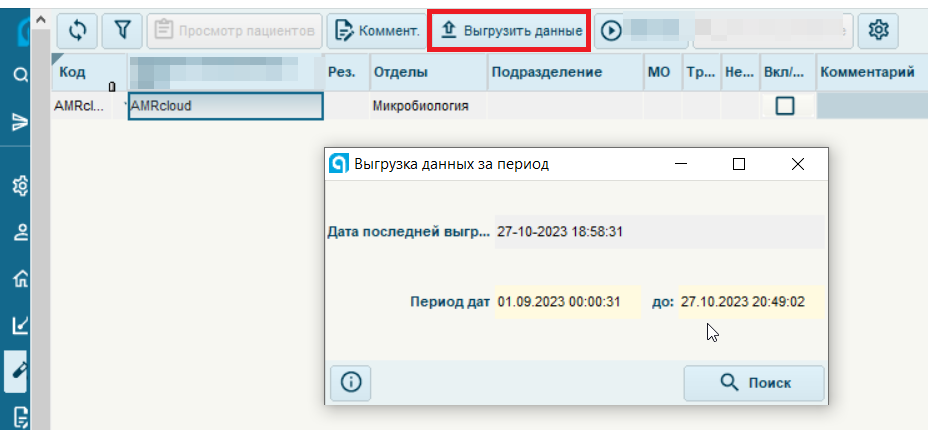 Просмотр пациентов Коммент. Выгрузить данные
Код Рез. Отделы Подразделение МО Тр... Не... Вкл/... Комментарий
AMRcl... AMRcloud Микробиология
Выгрузка данных за период
Дата последней выгр... 27-10-2023 18:58:31
Период дат 01.09.2023 00:00:31 до: 27.10.2023 20:49:02
Поиск